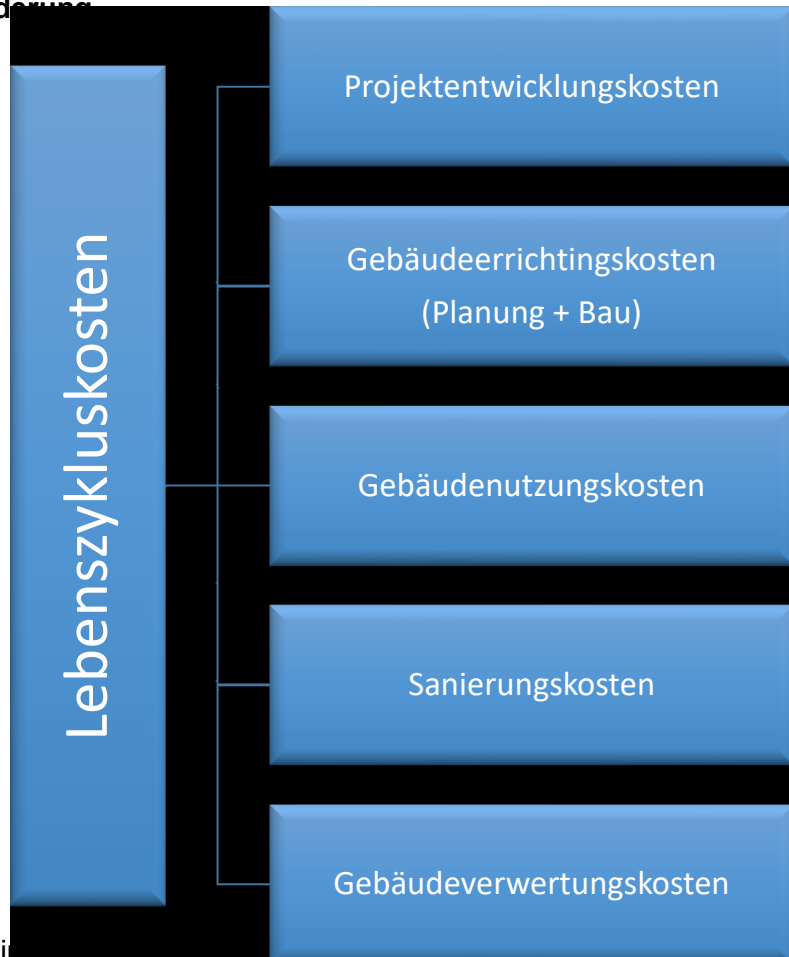 Lebenszykluskosten
Projektentwicklungskosten
Gebäudeerrichtingskosten
(Planung + Bau)
Gebäudenutzungskosten
Sanierungskosten
Gebäudeverwertungskosten